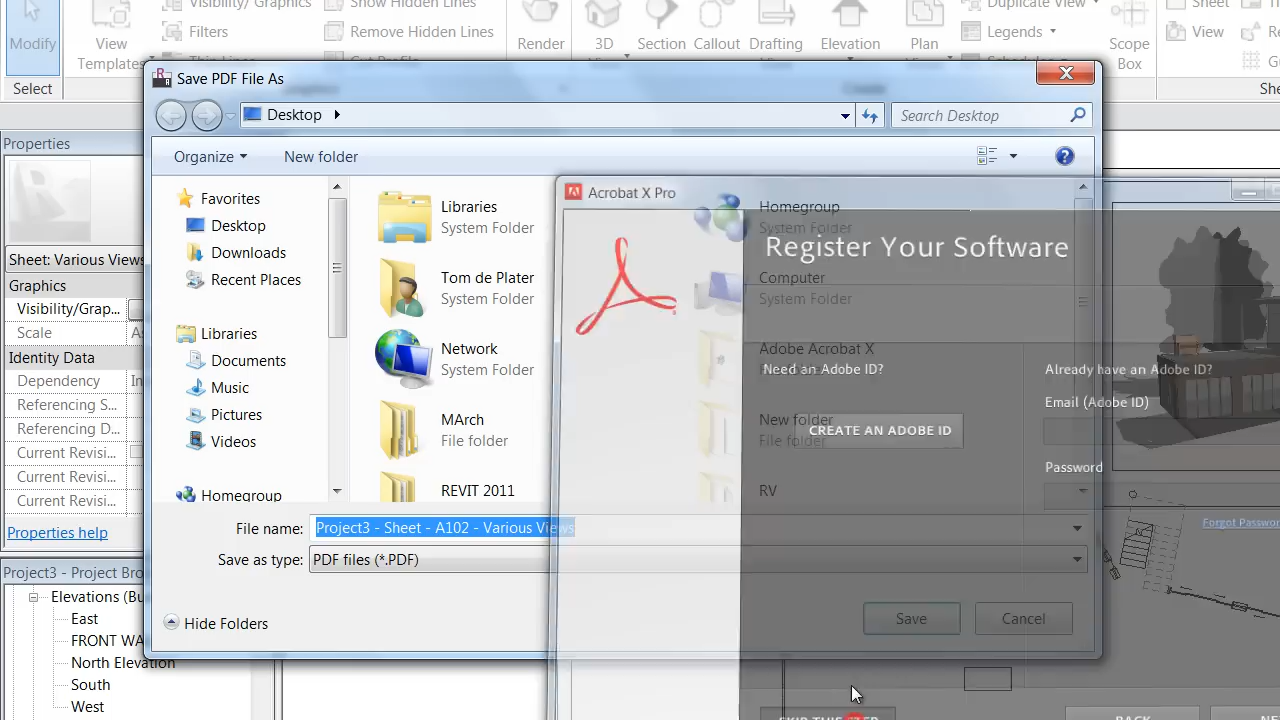 Visibility/ Graphics
Show Hidden Lines
Duplicate View
Sheet
Filters
Remove Hidden Lines
Legends
View
Modify
View
Templates
Render
3D
Section
Callout
Drafting
Elevation
Plan
Scope
Box
Select
Create
Save PDF File As
Desktop
Search Desktop
Properties
Organize
New folder
Favorites
Desktop
Downloads
Recent Places
Libraries
Documents
Music
Pictures
Videos
Homegroup
Libraries
System Folder
Tom de Plater
System Folder
Network
System Folder
MArch
File folder
REVIT 2011
Homegroup
System Folder
Computer
System Folder
Adobe Acrobat X
New folder
File folder
RV
Acrobat X Pro
Register Your Software
Need an Adobe ID?
CREATE AN ADOBE ID
Already have an Adobe ID?
Email (Adobe ID)
Password
Forgot Passwor
Sheet: Various Views
Graphics
Visibility/Grap...
Scale
Identity Data
Dependency
In
Referencing S...
Referencing D...
Current Revisi...
Current Revisi...
Current Revisi...
Properties help
File name:
Project3 - Sheet - A102 - Various Views
Save as type:
PDF files (*.PDF)
Hide Folders
Save
Cancel
Project3 - Project Bro
Elevations (Bu
East
FRONT WA
North Elevation
South
West
SKIP THIS STEP
BACK
NE